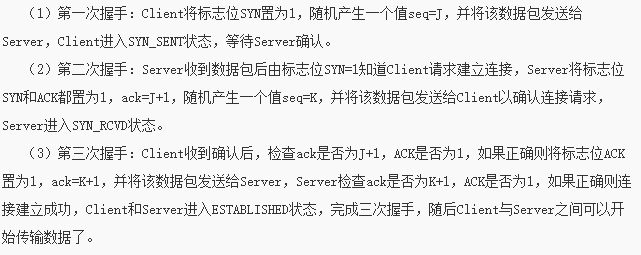 （1）第一次握手：Client将标志位SYN置为1，随机产生一个值seq=J，并将该数据包发送给
Server，Client进入SYN_SENT状态，等待Server确认。
（2）第二次握手：Server收到数据包后由标志位SYN=1知道Client请求建立连接，Server将标志位
SYN和ACK都置为1，ack=J+1，随机产生一个值seq=K，并将该数据包发送给Client以确认连接请求，
Server进入SYN_RCVD状态。
（3）第三次握手：Client收到确认后，检查ack是否为J+1，ACK是否为1，如果正确则将标志位ACK
置为1，ack=K+1，并将该数据包发送给Server，Server检查ack是否为K+1，ACK是否为1，如果正确则连
接建立成功，Client和Server进入ESTABLISHED状态，完成三次握手，随后Client与Server之间可以开
始传输数据了。